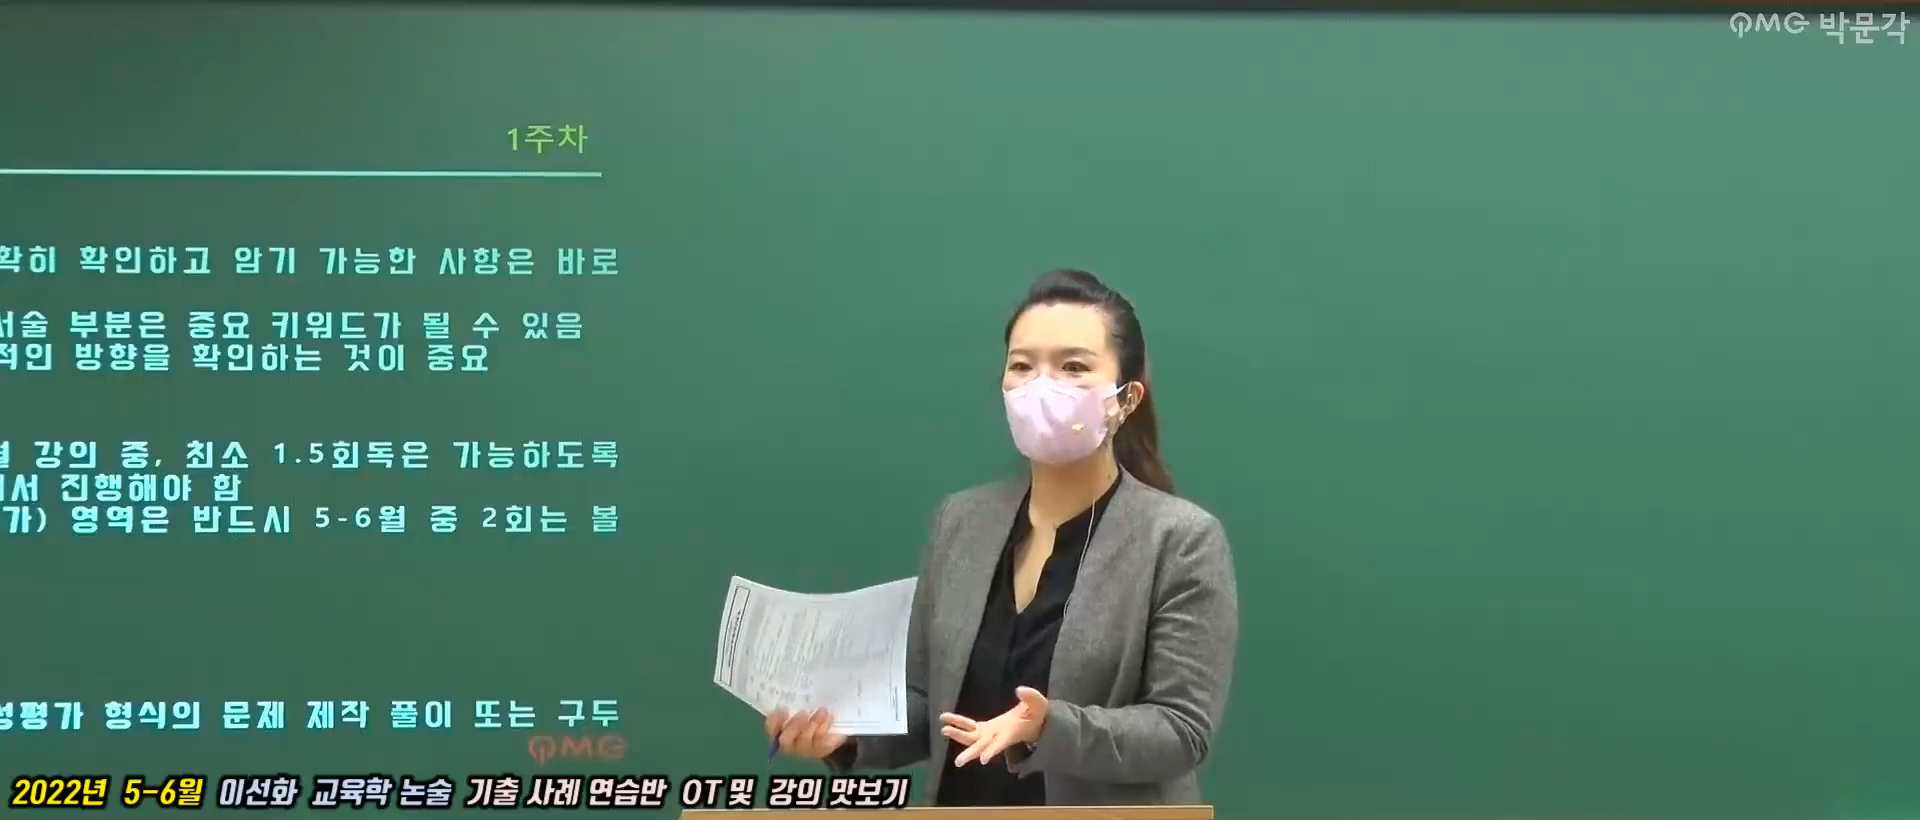 PMG 박문각
1주차
확히 확인하고 암기 가능한 사항은 바로
서술 부분은 중요 키워드가 될 수 있음
적인 방향을 확인하는 것이 중요
강의 중, 최소 1.5회독은 가능하도록
서 진행해야 함
가) 영역은 반드시 5-6월 중 2회는 볼
성평가 형식의 문제 제작 풀이 또는 구두
PMG
2022년 5-6월 이선화 교육학 논술 기출 사례 연습반 OT 및 강의 맛보기